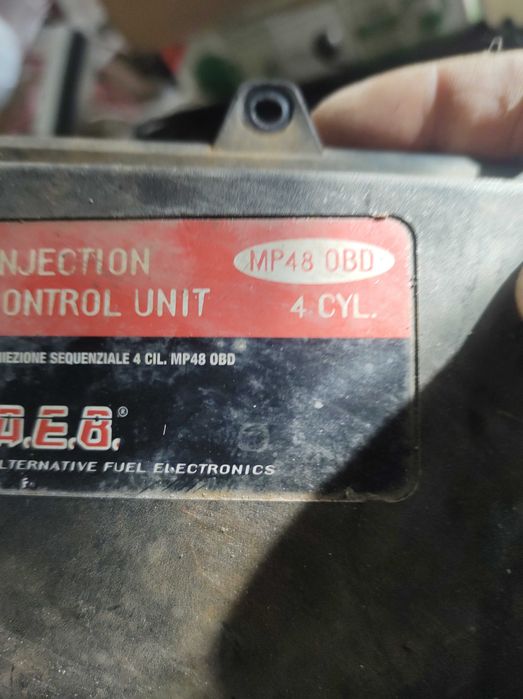 NJECTION MP48 OBD
ONTROL UNIT 4 CYL.
IEZIONE SEQUENZIALE 4 CIL. MP48 OBD
A.E.B.®
LTERNATIVE FUEL ELECTRONICS